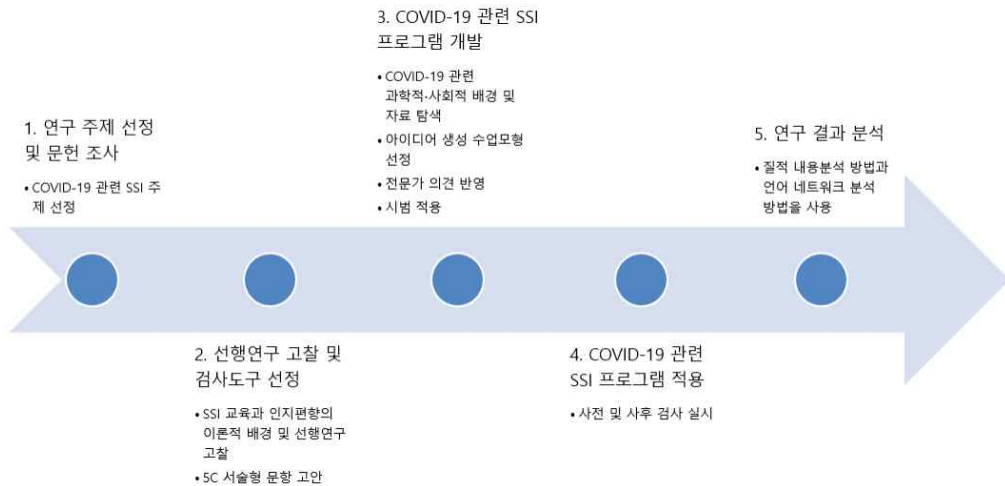 1. 연구 주제 선정
및 문헌 조사
• COVID-19 관련 SSI 주
제 선정
2. 선행연구 고찰 및
검사도구 선정
• SSI 교육과 인지편향의
이론적 배경 및 선행연구
고찰
• 5C 서술형 문항 고안
3. COVID-19 관련 SSI
프로그램 개발
• COVID-19 관련
과학적·사회적 배경 및
자료 탐색
• 아이디어 생성 수업모형
선정
• 전문가 의견 반영
• 시범 적용
4. COVID-19 관련
SSI 프로그램 적용
• 사전 및 사후 검사 실시
5. 연구 결과 분석
• 질적 내용분석 방법과
언어 네트워크 분석
방법을 사용